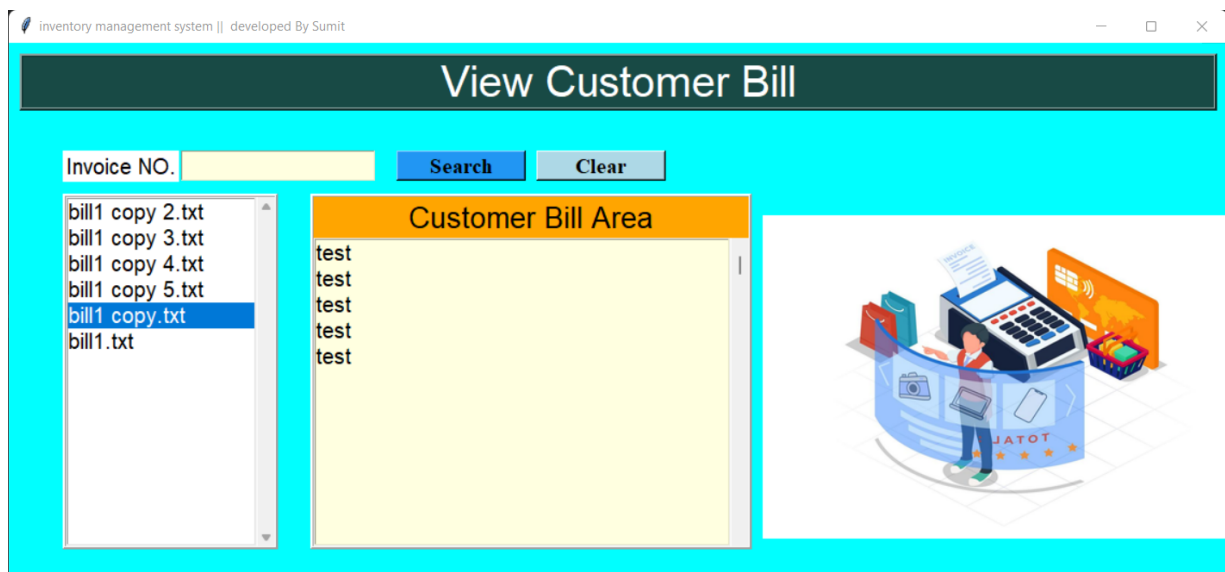 inventory management system || developed By Sumit
View Customer Bill
Invoice NO.
Search
Clear
bill1 copy 2.txt
bill1 copy 3.txt
bill1 copy 4.txt
bill1 copy 5.txt
bill1 copy.txt
bill1.txt
Customer Bill Area
test
test
test
test
test
INVOICE
TOTAL